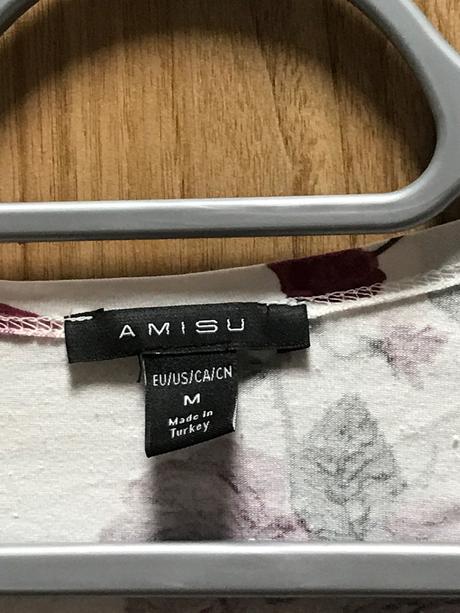 AMISU
EU/US/CA/CN
M
Made in
Turkey